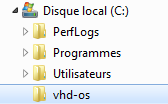 Disque local (C:)
PerfLogs
Programmes
Utilisateurs
vhd-os